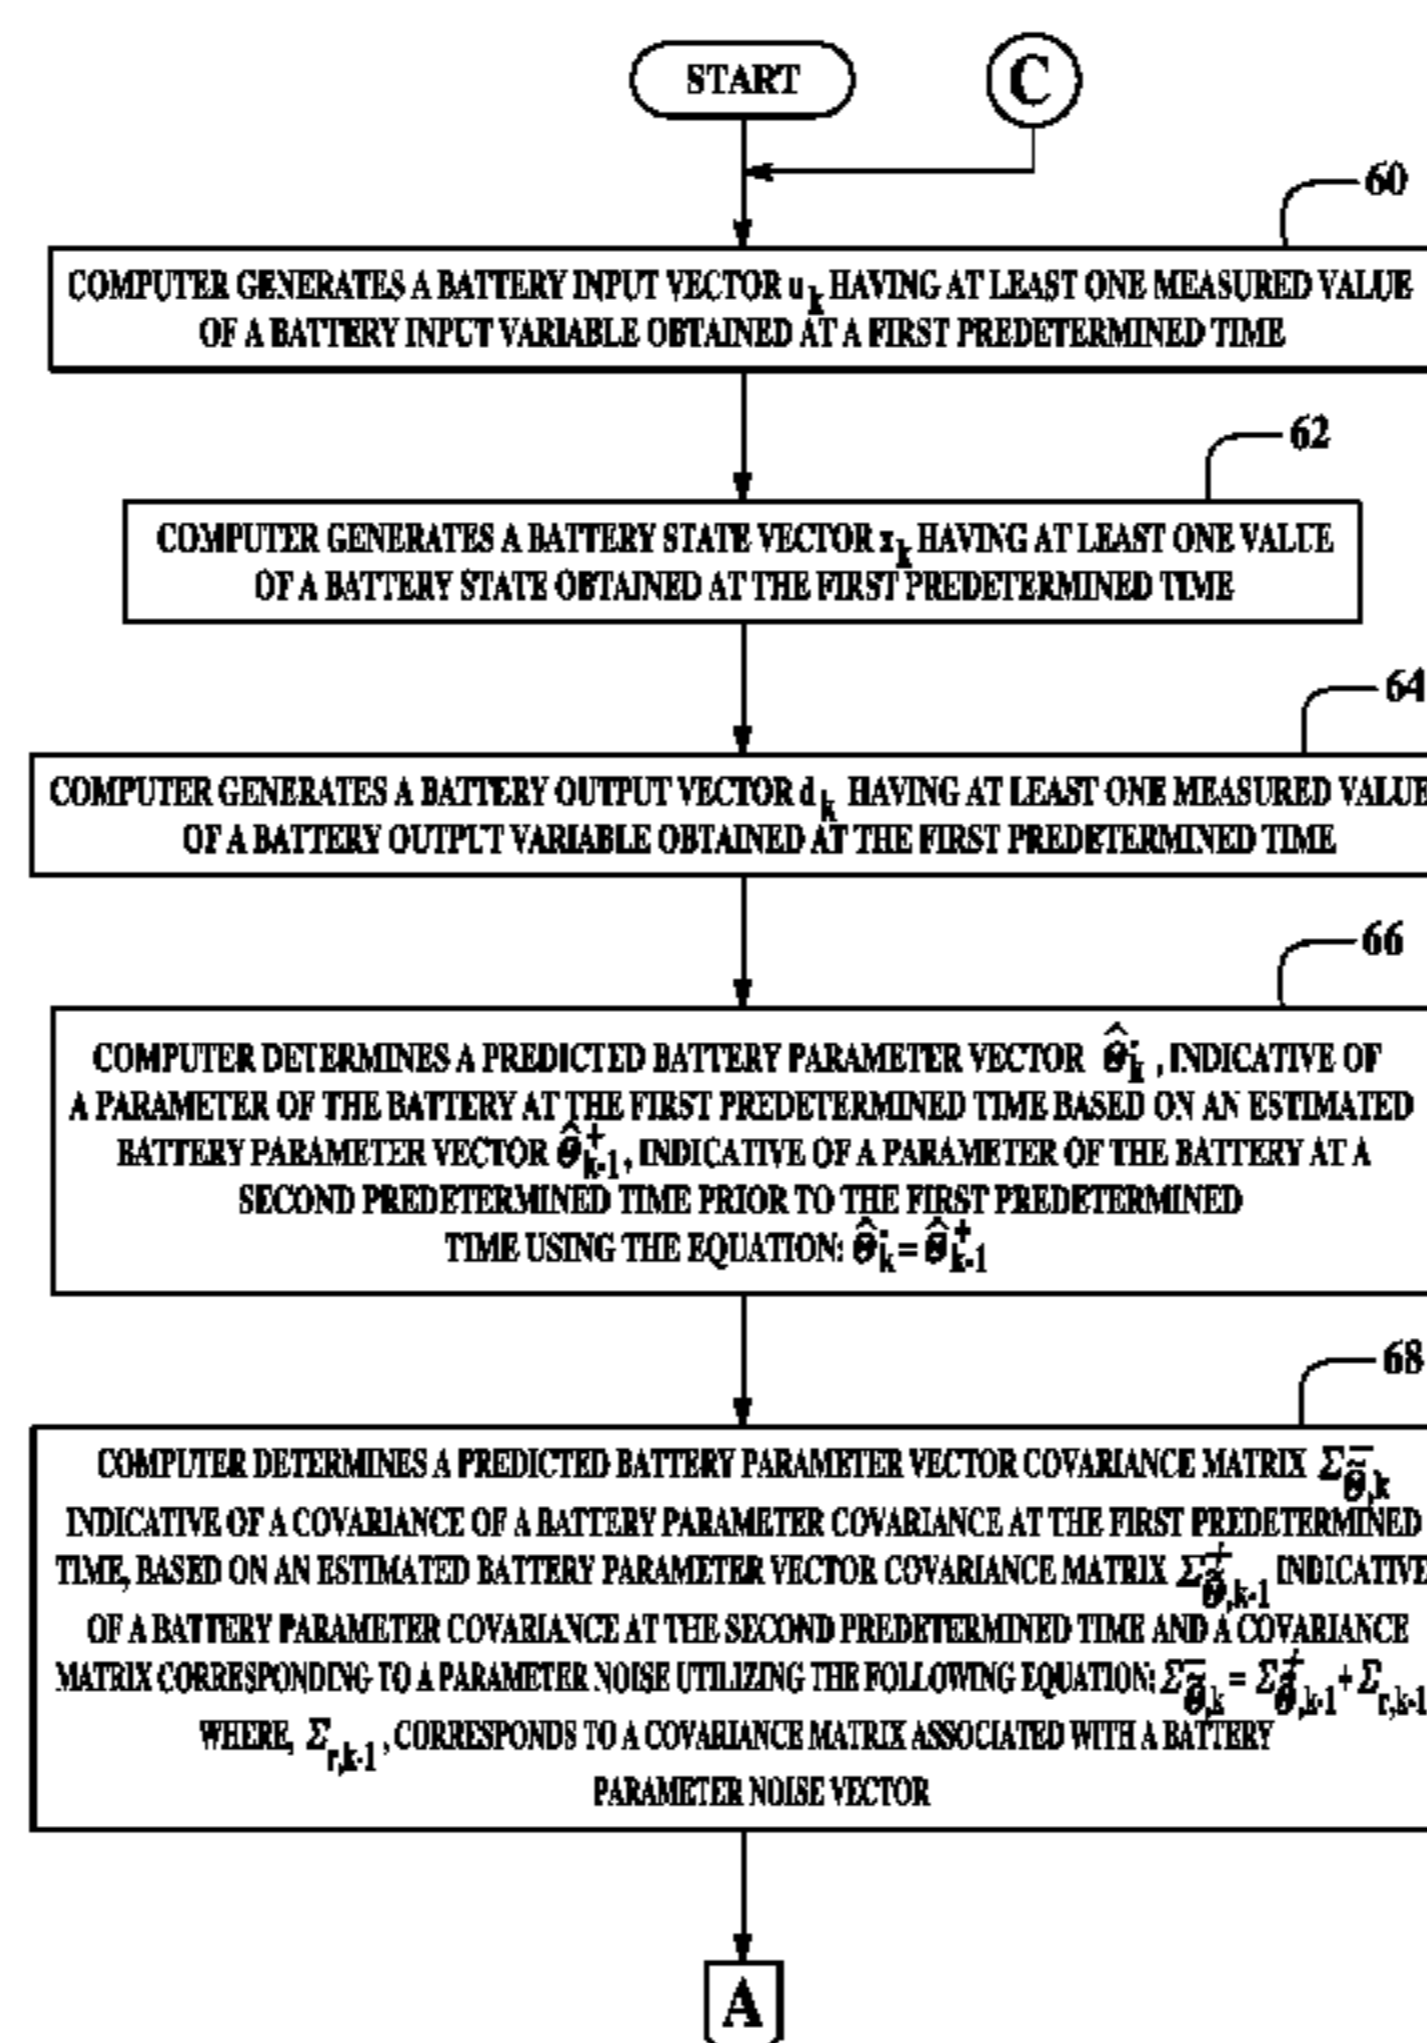 START
C
60
COMPUTER GENERATES A BATTERY INPUT VECTOR u_k HAVING AT LEAST ONE MEASURED VALUE
OF A BATTERY INPUT VARIABLE OBTAINED AT A FIRST PREDETERMINED TIME
62
COMPUTER GENERATES A BATTERY STATE VECTOR x_k HAVING AT LEAST ONE VALUE
OF A BATTERY STATE OBTAINED AT THE FIRST PREDETERMINED TIME
64
COMPUTER GENERATES A BATTERY OUTPUT VECTOR d_k HAVING AT LEAST ONE MEASURED VALUE
OF A BATTERY OUTPUT VARIABLE OBTAINED AT THE FIRST PREDETERMINED TIME
66
COMPUTER DETERMINES A PREDICTED BATTERY PARAMETER VECTOR Θ̂_k^-, INDICATIVE OF
A PARAMETER OF THE BATTERY AT THE FIRST PREDETERMINED TIME BASED ON AN ESTIMATED
BATTERY PARAMETER VECTOR Θ̂_k-1^+, INDICATIVE OF A PARAMETER OF THE BATTERY AT A
SECOND PREDETERMINED TIME PRIOR TO THE FIRST PREDETERMINED
TIME USING THE EQUATION: Θ̂_k^- = Θ̂_k-1^+
68
COMPUTER DETERMINES A PREDICTED BATTERY PARAMETER VECTOR COVARIANCE MATRIX Σ_Θ̃,k^-
INDICATIVE OF A COVARIANCE OF A BATTERY PARAMETER COVARIANCE AT THE FIRST PREDETERMINED
TIME, BASED ON AN ESTIMATED BATTERY PARAMETER VECTOR COVARIANCE MATRIX Σ_Θ̃,k-1^+ INDICATIVE
OF A BATTERY PARAMETER COVARIANCE AT THE SECOND PREDETERMINED TIME AND A COVARIANCE
MATRIX CORRESPONDING TO A PARAMETER NOISE UTILIZING THE FOLLOWING EQUATION: Σ_Θ̃,k^- = Σ_Θ̃,k-1^+ + Σ_r,k-1
WHERE, Σ_r,k-1, CORRESPONDS TO A COVARIANCE MATRIX ASSOCIATED WITH A BATTERY
PARAMETER NOISE VECTOR
A